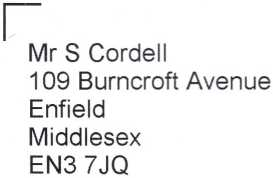 Mr S Cordell
109 Burncroft Avenue
Enfield
Middlesex
EN3 7JQ